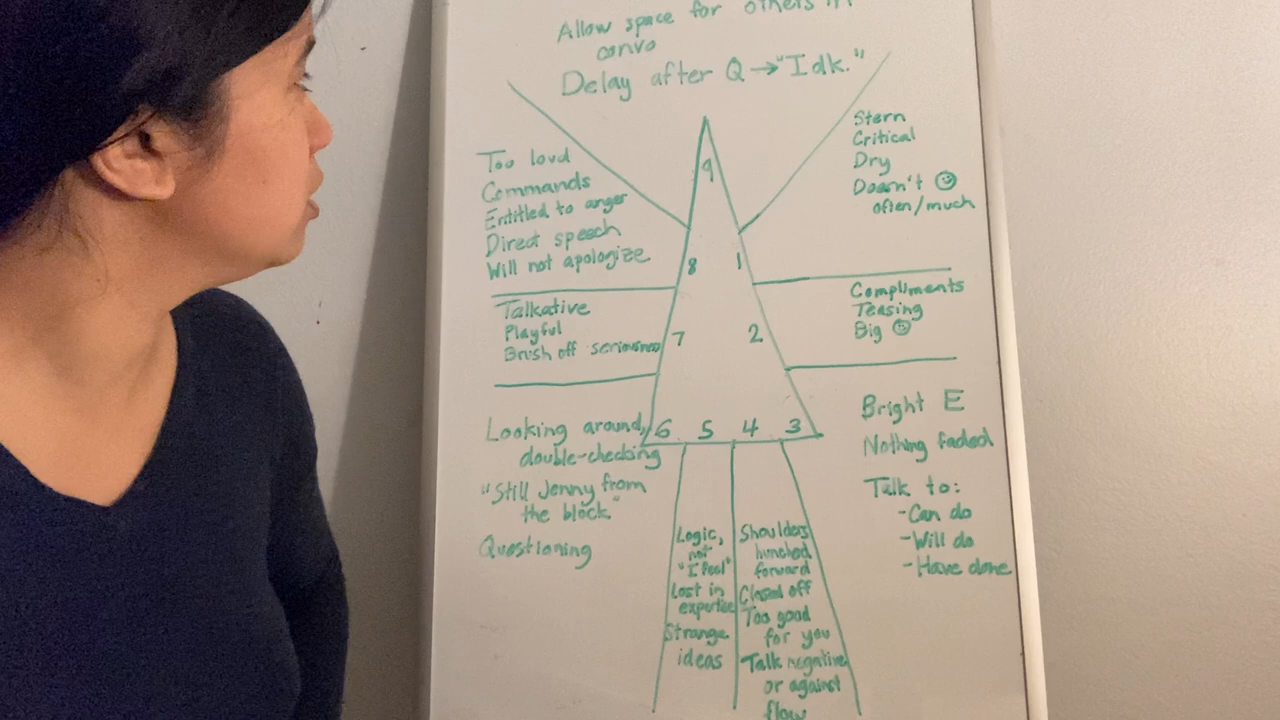 Allow space for others in
convo
Delay after Q → "Idk."
Too loud
Commands
Entitled to anger
Direct speech
Will not apologize
Talkative
Playful
Brush off seriousness
Looking around,
double-checking
"Still Jenny from
the block"
Questioning
9
8
1
7
2
6 5 4 3
Stern
Critical
Dry
Doesn't ☺
often/much
Compliments
Teasing
Big ☺
Bright E
Nothing faded
Talk to:
-Can do
-Will do
-Have done
Logic,
not
"I feel"
Lost in
expertise
Strange
ideas
Shoulders
hunched
forward
Closed off
Too good
for you
Talk negative
or against
flow